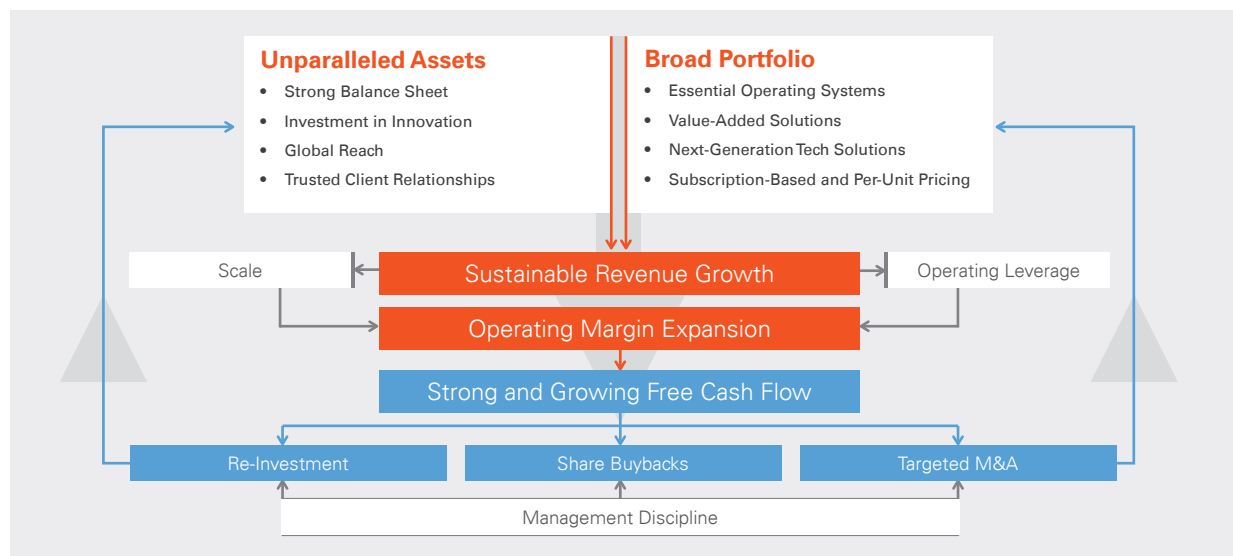 Unparalleled Assets
• Strong Balance Sheet
• Investment in Innovation
• Global Reach
• Trusted Client Relationships
Broad Portfolio
• Essential Operating Systems
• Value-Added Solutions
• Next-Generation Tech Solutions
• Subscription-Based and Per-Unit Pricing
Scale
Sustainable Revenue Growth
Operating Leverage
Operating Margin Expansion
Strong and Growing Free Cash Flow
Re-Investment
Share Buybacks
Targeted M&A
Management Discipline